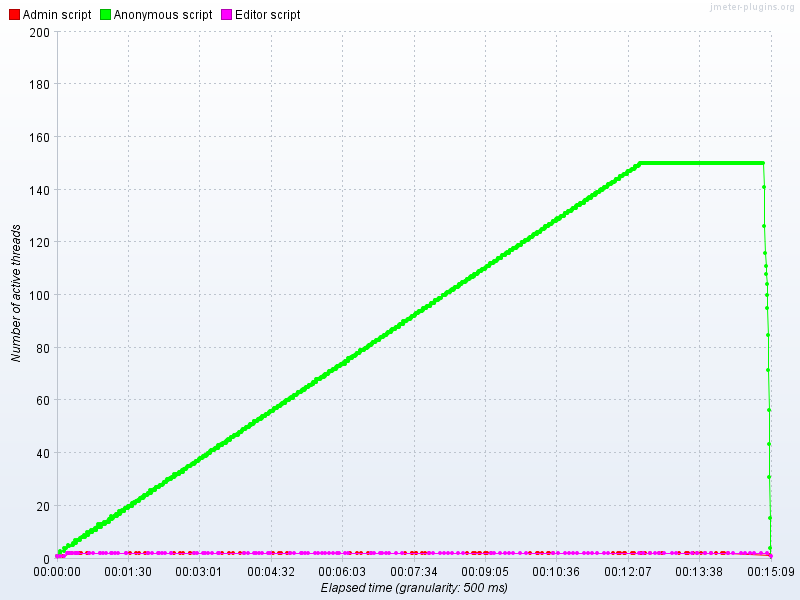 jmeter-plugins.org
Admin script Anonymous script Editor script
200
180
160
140
120
100
80
60
40
20
0
Number of active threads
00:00:00 00:01:30 00:03:01 00:04:32 00:06:03 00:07:34 00:09:05 00:10:36 00:12:07 00:13:38 00:15:09
Elapsed time (granularity: 500 ms)